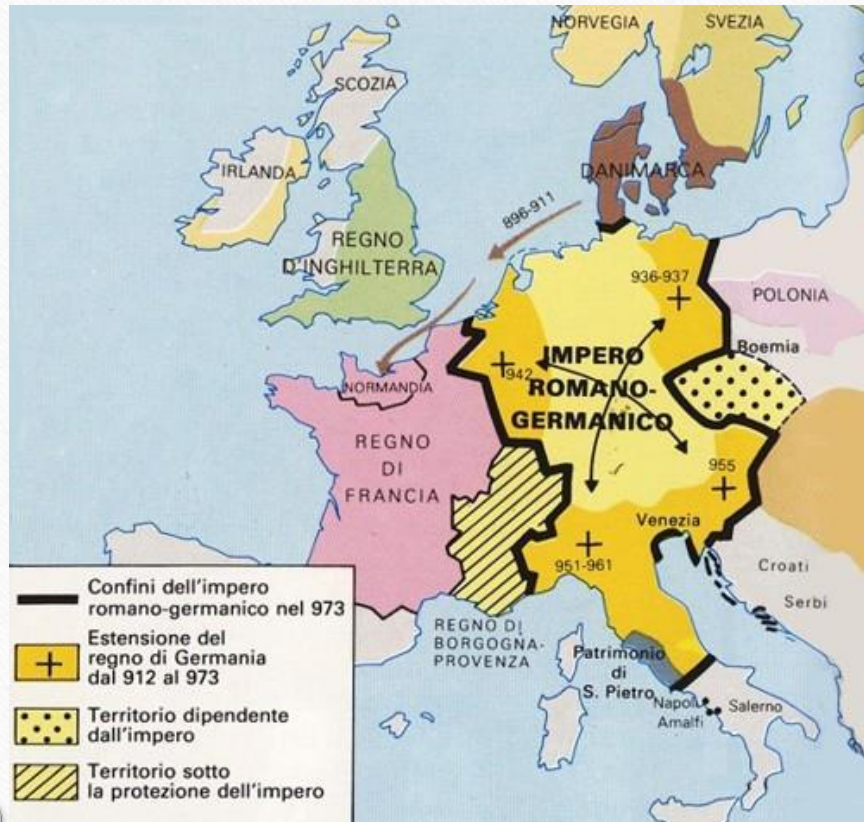 NORVEGIA
SVEZIA
SCOZIA
IRLANDA
DANIMARCA
896-911
REGNO
D'INGHILTERRA
936-937
POLONIA
Boemia
IMPERO
ROMANO-
GERMANICO
942
NORMANDIA
REGNO
DI
FRANCIA
955
Venezia
951-961
Croati
Serbi
REGNO DI
BORGOGNA-
PROVENZA
Patrimonio
di
S. Pietro
Napoli
Amalfi
Salerno
Confini dell'impero
romano-germanico nel 973
Estensione del
regno di Germania
dal 912 al 973
Territorio dipendente
dall'impero
Territorio sotto
la protezione dell'impero